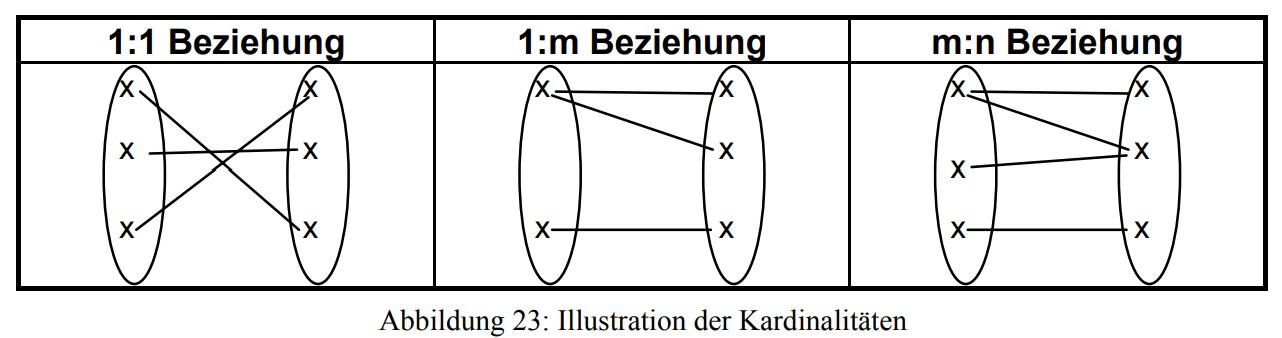 1:1 Beziehung
1:m Beziehung
m:n Beziehung
x x x x x x
x x x
x x x
x x x x x x
Abbildung 23: Illustration der Kardinalitäten